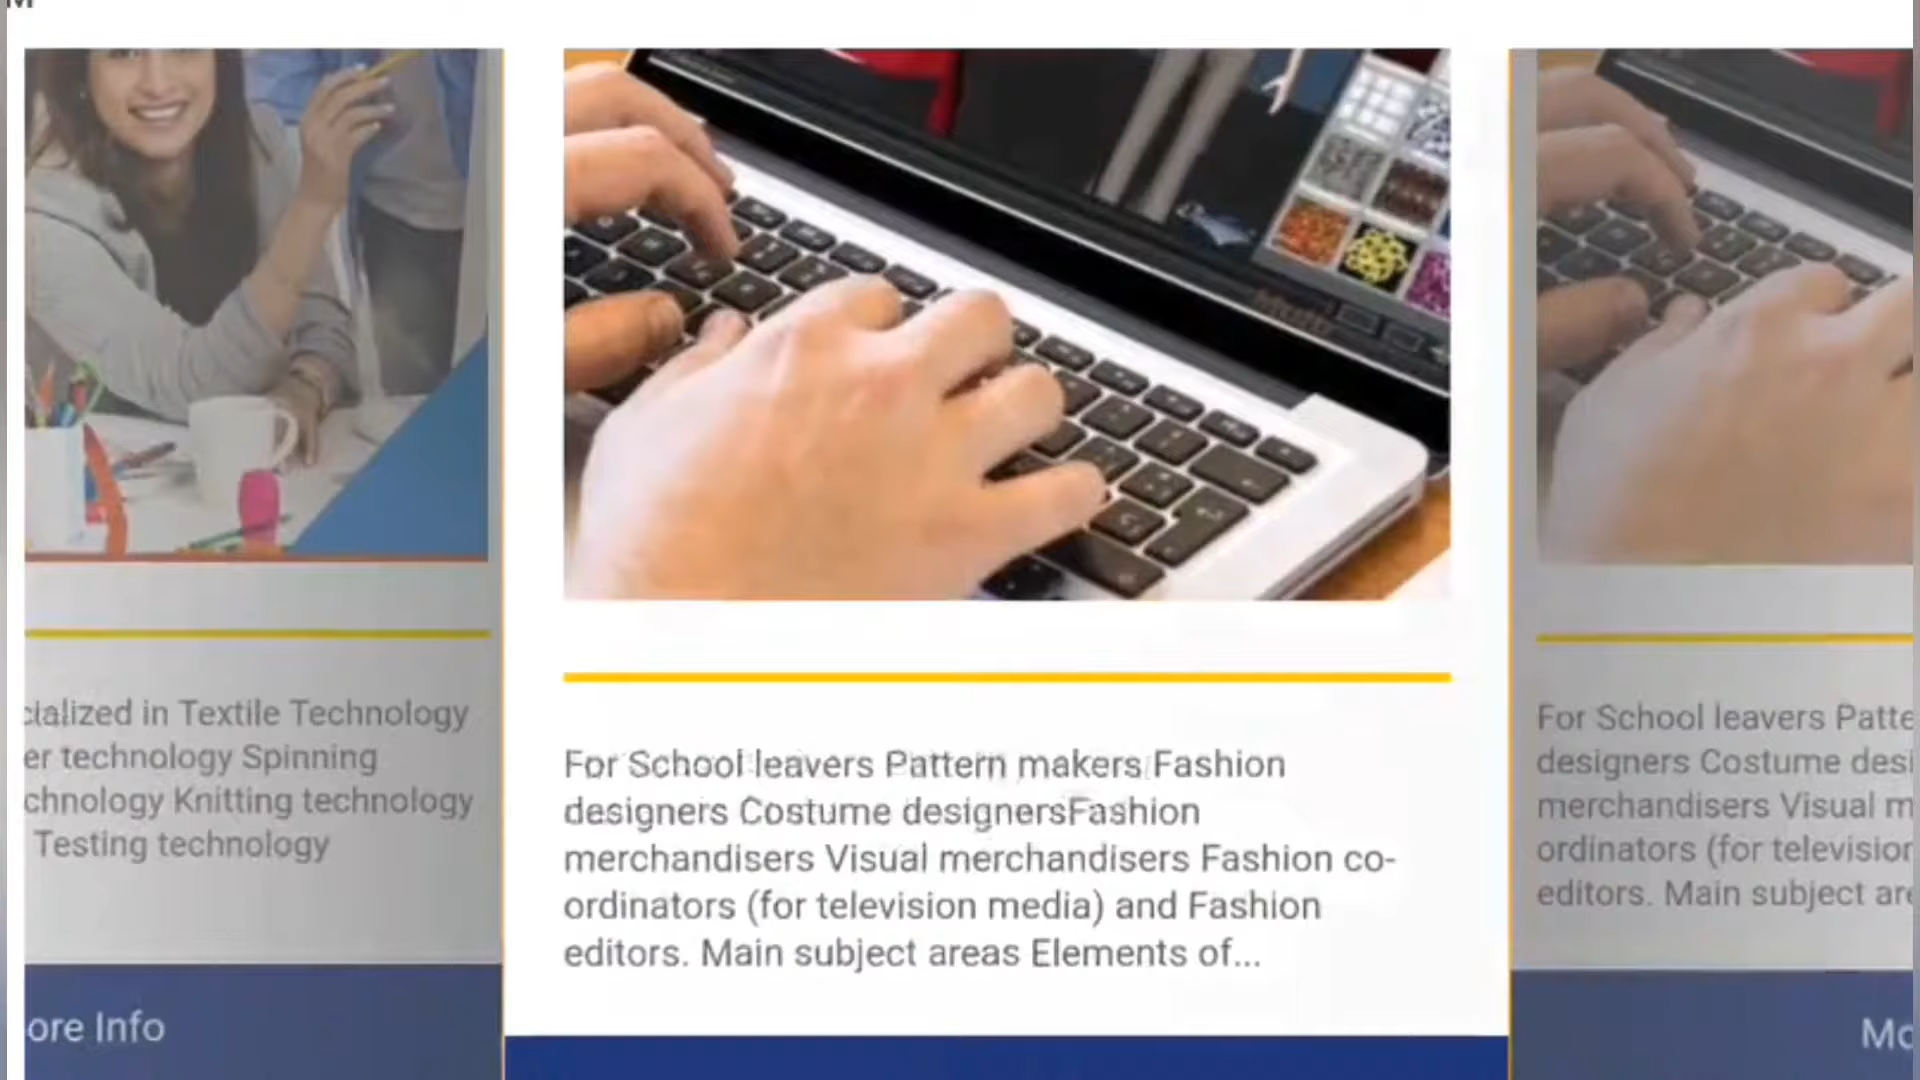 M
cialized in Textile Technology
er technology Spinning
chnology Knitting technology
Testing technology
ore Info
For School leavers Pattern makers Fashion
designers Costume designersFashion
merchandisers Visual merchandisers Fashion co-
ordinators (for television media) and Fashion
editors. Main subject areas Elements of...
For School leavers Patte
designers Costume desi
merchandisers Visual m
ordinators (for television
editors. Main subject are
Mo